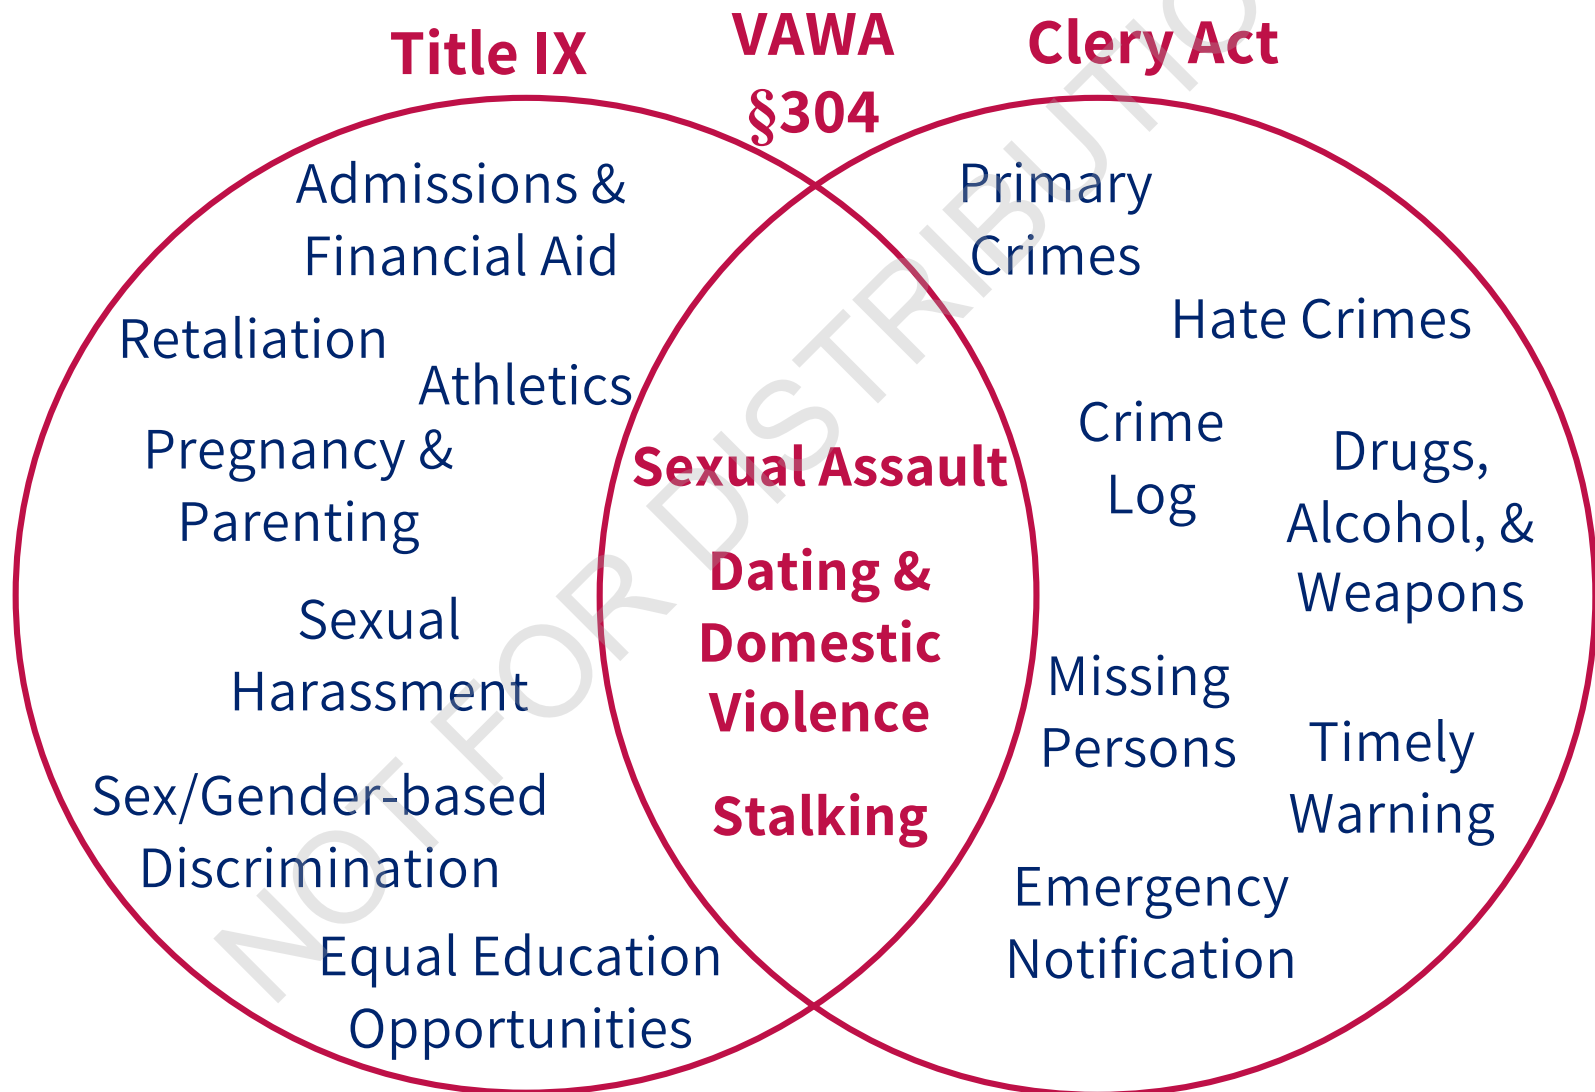 Title IX
VAWA
§304
Clery Act
Admissions &
Financial Aid
Retaliation
Athletics
Pregnancy &
Parenting
Sexual
Harassment
Sex/Gender-based
Discrimination
Equal Education
Opportunities
Sexual Assault
Dating &
Domestic
Violence
Stalking
Primary
Crimes
Hate Crimes
Crime
Log
Drugs,
Alcohol, &
Weapons
Missing
Persons
Timely
Warning
Emergency
Notification
NOT FOR DISTRIBUTIO